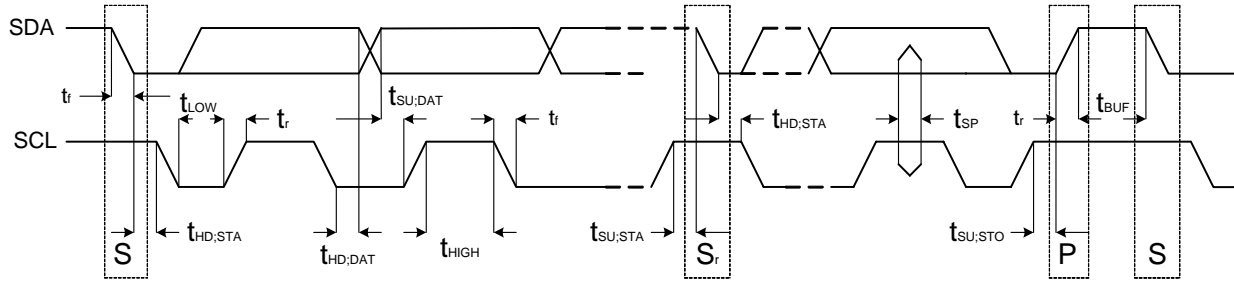 SDA
tf tLOW tr tSU;DAT tf tHD;STA tSP tr tBUF
SCL
tHD;STA tHD;DAT tHIGH tSU;STA tSU;STO
S Sr P S